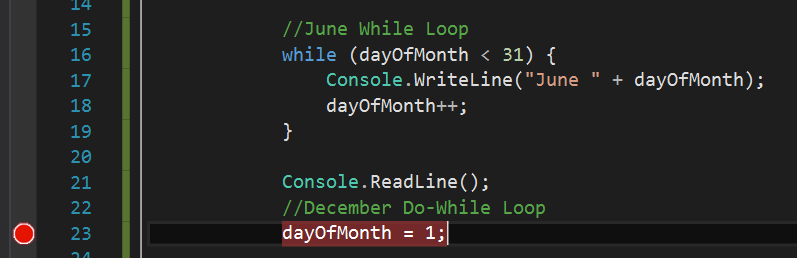 14
15 //June While Loop
16 while (dayOfMonth < 31) {
17 Console.WriteLine("June " + dayOfMonth);
18 dayOfMonth++;
19 }
20
21 Console.ReadLine();
22 //December Do-While Loop
23 dayOfMonth = 1;
24